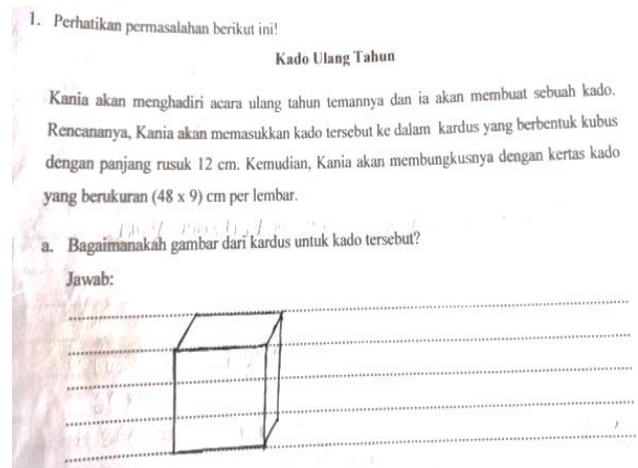 1. Perhatikan permasalahan berikut ini!
Kado Ulang Tahun
Kania akan menghadiri acara ulang tahun temannya dan ia akan membuat sebuah kado.
Rencananya, Kania akan memasukkan kado tersebut ke dalam kardus yang berbentuk kubus
dengan panjang rusuk 12 cm. Kemudian, Kania akan membungkusnya dengan kertas kado
yang berukuran (48 x 9) cm per lembar.
a. Bagaimanakah gambar dari kardus untuk kado tersebut?
Jawab: